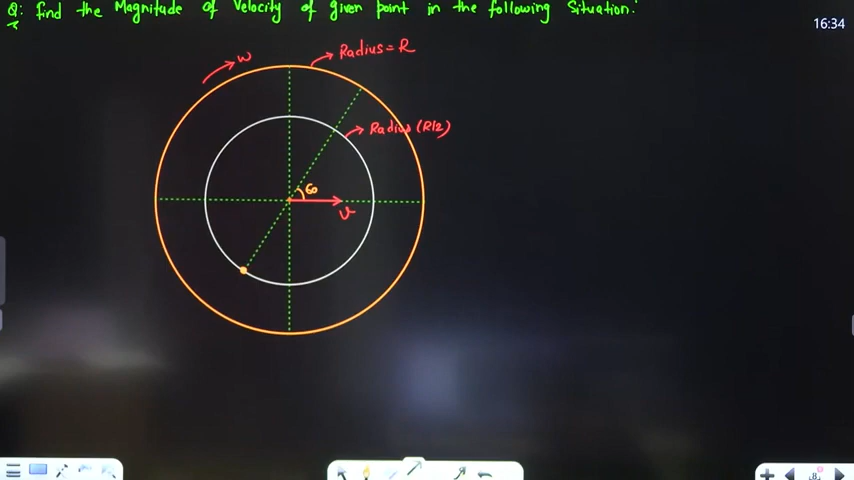 Q: find the Magnitude of Velocity of given point in the following Situation:
16:34
ω
Radius = R
Radius (R/2)
60
v